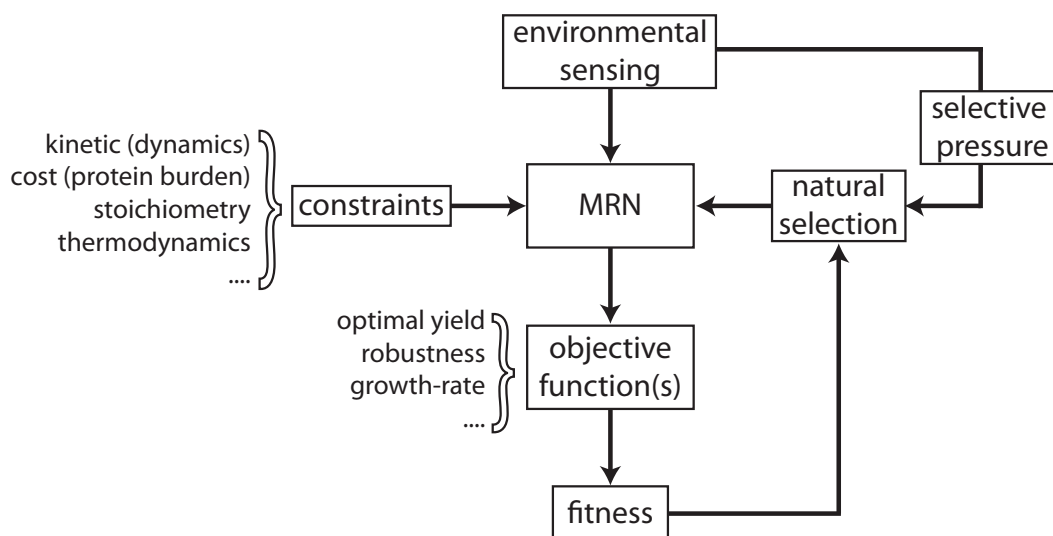 environmental
sensing
selective
pressure
kinetic (dynamics)
cost (protein burden)
stoichiometry
thermodynamics
....
constraints
MRN
natural
selection
optimal yield
robustness
growth-rate
....
objective
function(s)
fitness